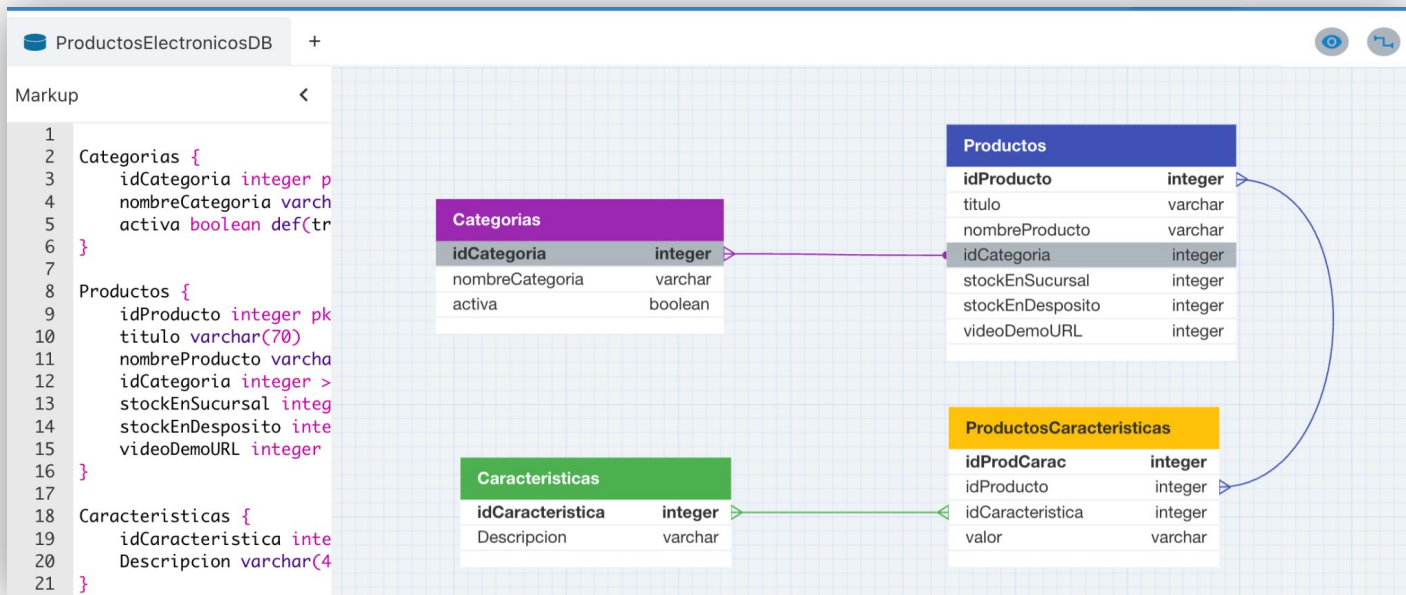 ProductosElectronicosDB +
Markup <
1
2 Categorias {
3 idCategoria integer p
4 nombreCategoria varch
5 activa boolean def(tr
6 }
7
8 Productos {
9 idProducto integer pk
10 titulo varchar(70)
11 nombreProducto varcha
12 idCategoria integer >
13 stockEnSucursal integ
14 stockEnDesposito inte
15 videoDemoURL integer
16 }
17
18 Caracteristicas {
19 idCaracteristica inte
20 Descripcion varchar(4
21 }
Categorias
idCategoria integer
nombreCategoria varchar
activa boolean
Productos
idProducto integer
titulo varchar
nombreProducto varchar
idCategoria integer
stockEnSucursal integer
stockEnDesposito integer
videoDemoURL integer
Caracteristicas
idCaracteristica integer
Descripcion varchar
ProductosCaracteristicas
idProdCarac integer
idProducto integer
idCaracteristica integer
valor varchar